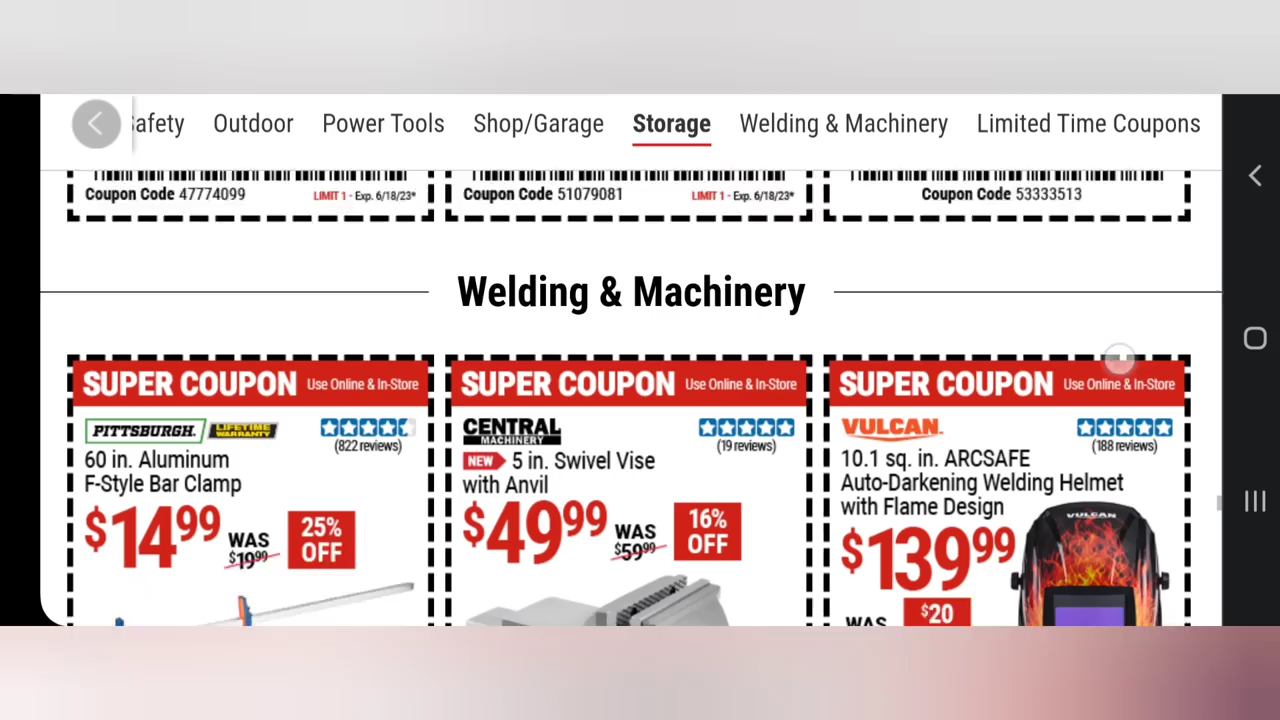 Safety Outdoor Power Tools Shop/Garage Storage Welding & Machinery Limited Time Coupons
Coupon Code 47774099 LIMIT 1 - Exp. 6/18/23*
Coupon Code 51079081 LIMIT 1 - Exp. 6/18/23*
Coupon Code 53333513
Welding & Machinery
SUPER COUPON Use Online & In-Store
PITTSBURGH. LIFETIME WARRANTY
(822 reviews)
60 in. Aluminum
F-Style Bar Clamp
$14.99 WAS $19.99
25% OFF
SUPER COUPON Use Online & In-Store
CENTRAL MACHINERY
(19 reviews)
NEW 5 in. Swivel Vise
with Anvil
$49.99 WAS $59.99
16% OFF
SUPER COUPON Use Online & In-Store
VULCAN.
(188 reviews)
10.1 sq. in. ARCSAFE
Auto-Darkening Welding Helmet
with Flame Design
VULCAN
$139.99
WAS $20